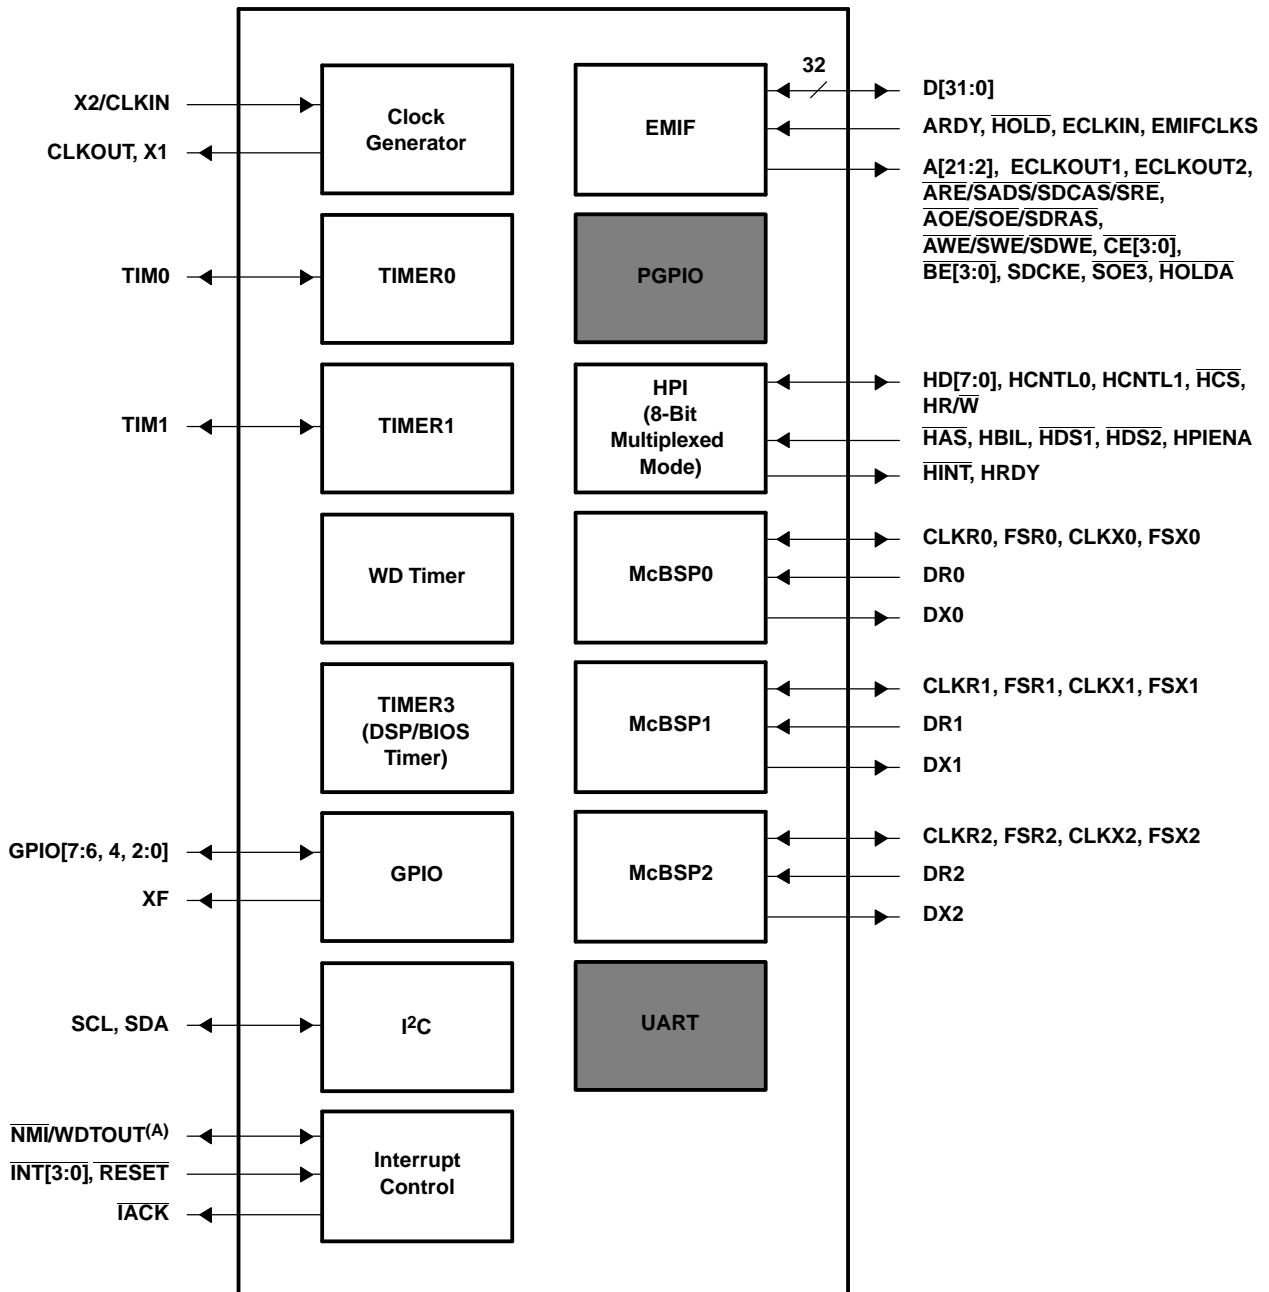 X2/CLKIN
CLKOUT, X1
TIM0
TIM1
GPIO[7:6, 4, 2:0]
XF
SCL, SDA
NMI/WDTOUT(A)
INT[3:0], RESET
IACK
Clock
Generator
TIMER0
TIMER1
WD Timer
TIMER3
(DSP/BIOS
Timer)
GPIO
I2C
Interrupt
Control
EMIF
PGPIO
HPI
(8-Bit
Multiplexed
Mode)
McBSP0
McBSP1
McBSP2
UART
32
D[31:0]
ARDY, HOLD, ECLKIN, EMIFCLKS
A[21:2], ECLKOUT1, ECLKOUT2,
ARE/SADS/SDCAS/SRE,
AOE/SOE/SDRAS,
AWE/SWE/SDWE, CE[3:0],
BE[3:0], SDCKE, SOE3, HOLDA
HD[7:0], HCNTL0, HCNTL1, HCS,
HR/W
HAS, HBIL, HDS1, HDS2, HPIENA
HINT, HRDY
CLKR0, FSR0, CLKX0, FSX0
DR0
DX0
CLKR1, FSR1, CLKX1, FSX1
DR1
DX1
CLKR2, FSR2, CLKX2, FSX2
DR2
DX2